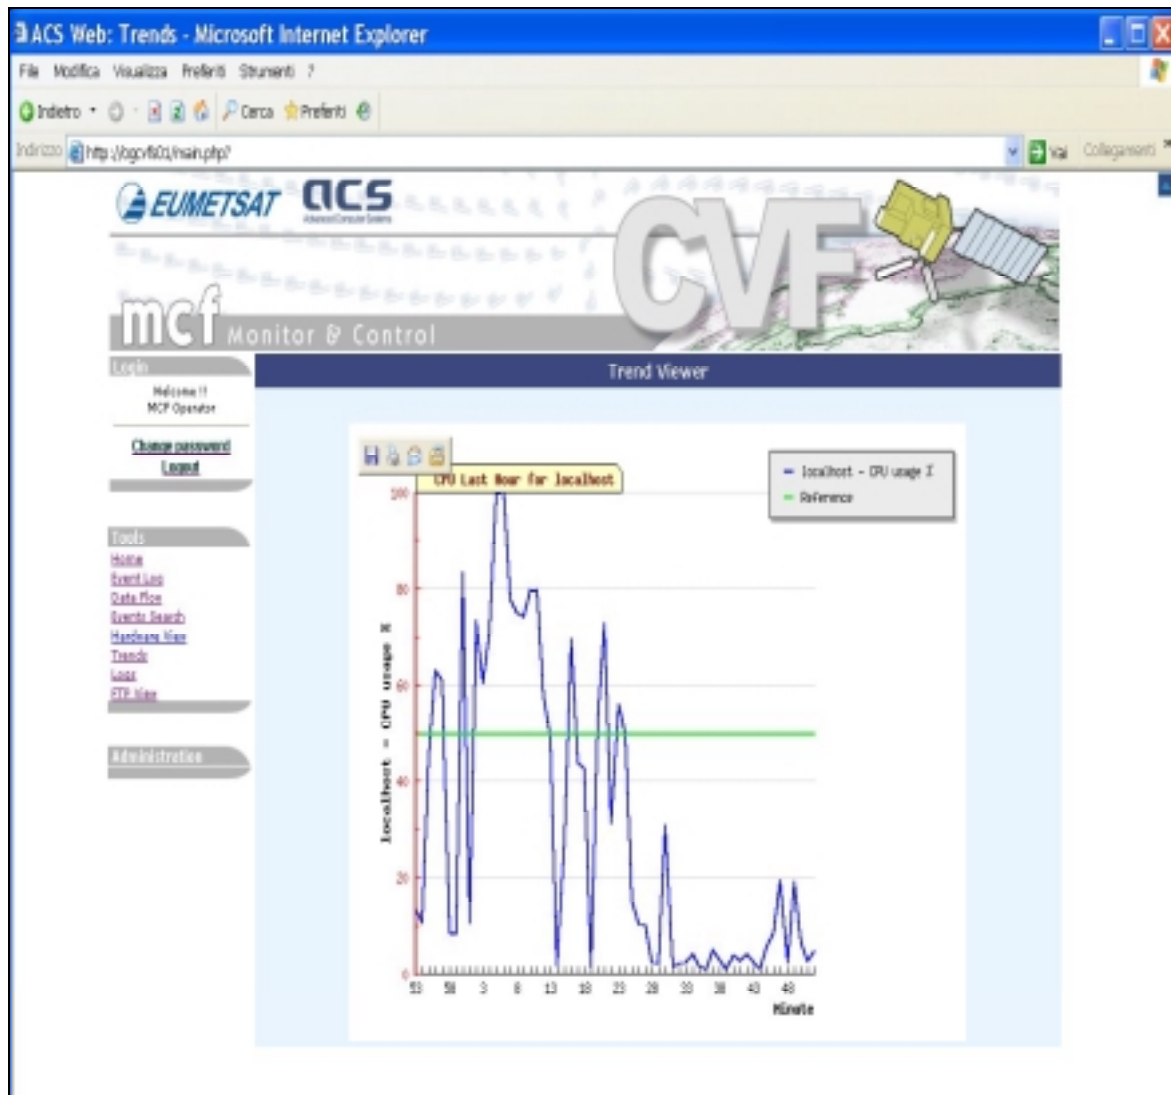 ACS Web: Trends - Microsoft Internet Explorer
File Modifica Visualizza Preferiti Strumenti ?
Indietro Cerca Preferiti
Indirizzo Vai Collegamenti
EUMETSAT acs
Advanced Computer Systems
CVF
mcf Monitor & Control
Login
Welcome !!
MCF Operator
Change password
Logout
Tools
Home
Event Log
Data Flow
Events Search
Hardware View
Trends
Logs
FTP View
Administration
Trend Viewer
CPU Last Hour for localhost
localhost - CPU usage %
Reference
localhost - CPU usage %
100
80
60
40
20
0
53 58 3 8 13 18 23 28 33 38 43 48
Minute